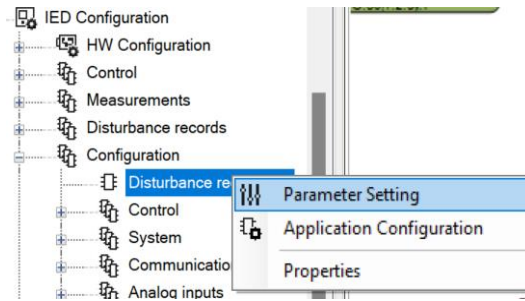 IED Configuration
HW Configuration
Control
Measurements
Disturbance records
Configuration
Disturbance re
Parameter Setting
Control
Application Configuration
System
Communicatio
Properties
Analog inputs